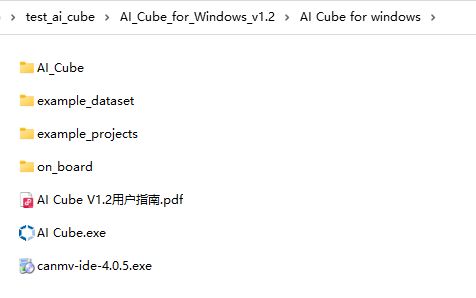 test_ai_cube > AI_Cube_for_Windows_v1.2 > AI Cube for windows >
AI_Cube
example_dataset
example_projects
on_board
AI Cube V1.2用户指南.pdf
AI Cube.exe
canmv-ide-4.0.5.exe